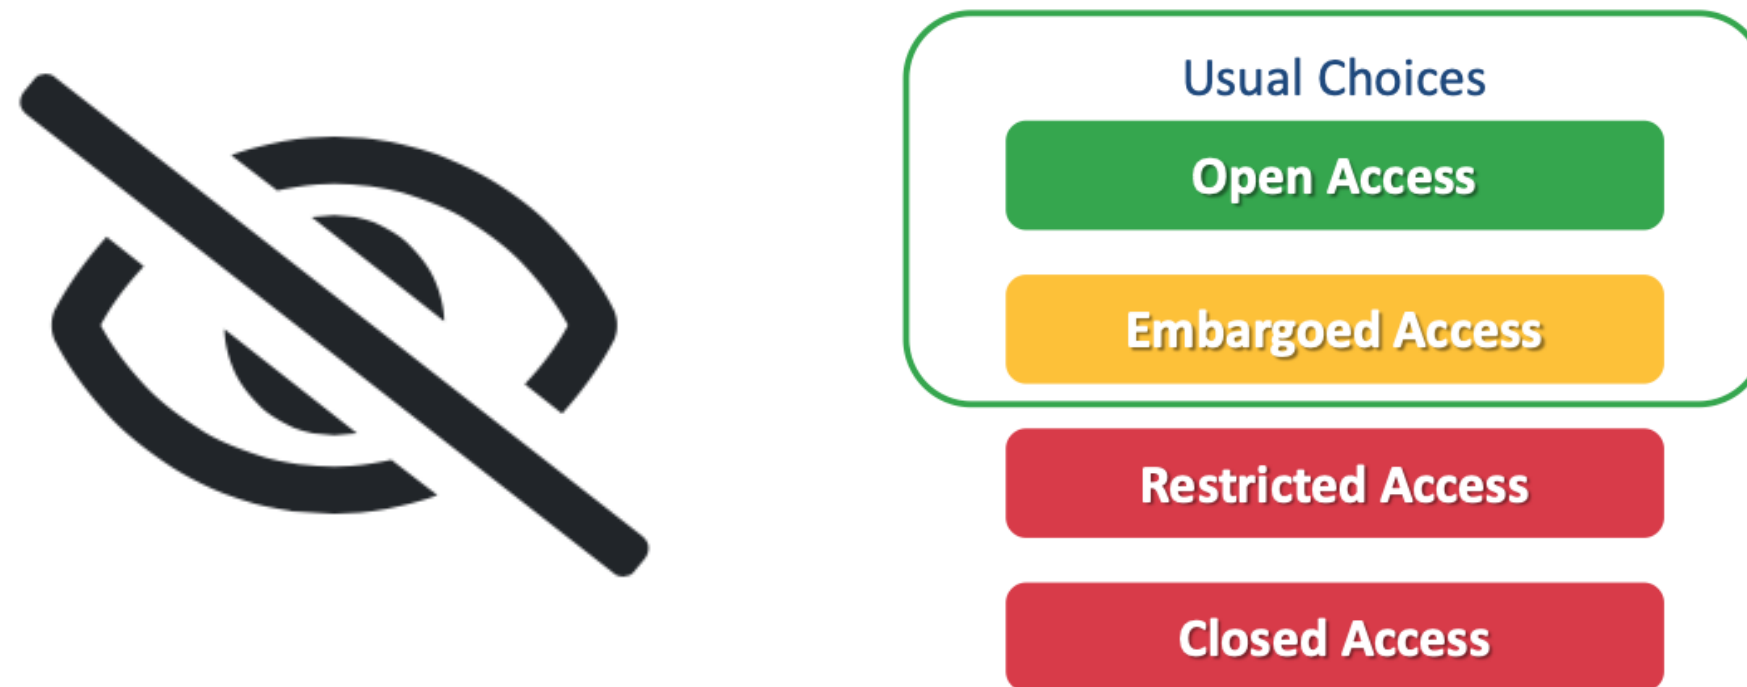 Usual Choices
Open Access
Embargoed Access
Restricted Access
Closed Access